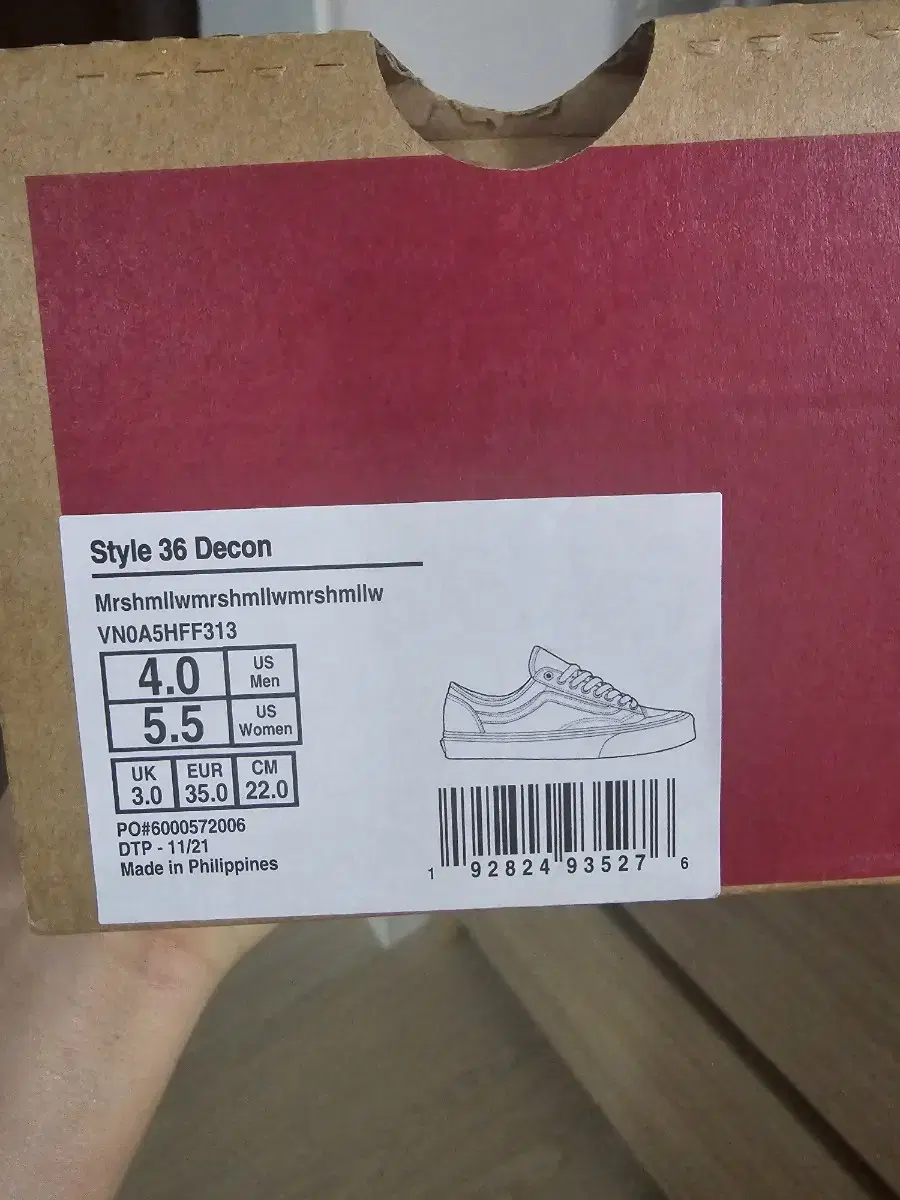 Style 36 Decon
Mrshmllwmrshmllwmrshmllw
VN0A5HFF313
4.0 US Men
5.5 US Women
UK EUR CM
3.0 35.0 22.0
PO#6000572006
DTP - 11/21
Made in Philippines
1 92824 93527 6